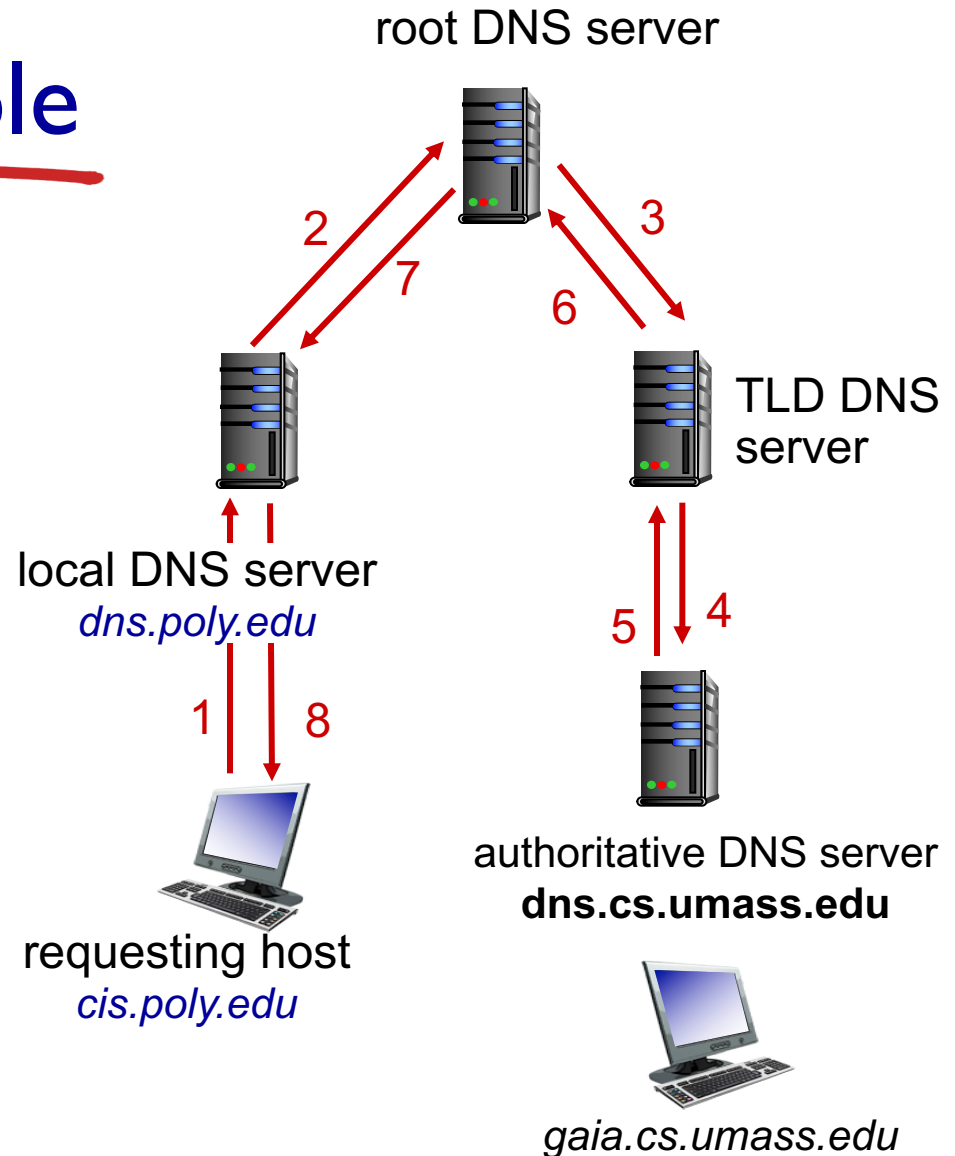 root DNS server
ple
2
3
7
6
TLD DNS
server
local DNS server
dns.poly.edu
5
4
1
8
authoritative DNS server
dns.cs.umass.edu
requesting host
cis.poly.edu
gaia.cs.umass.edu